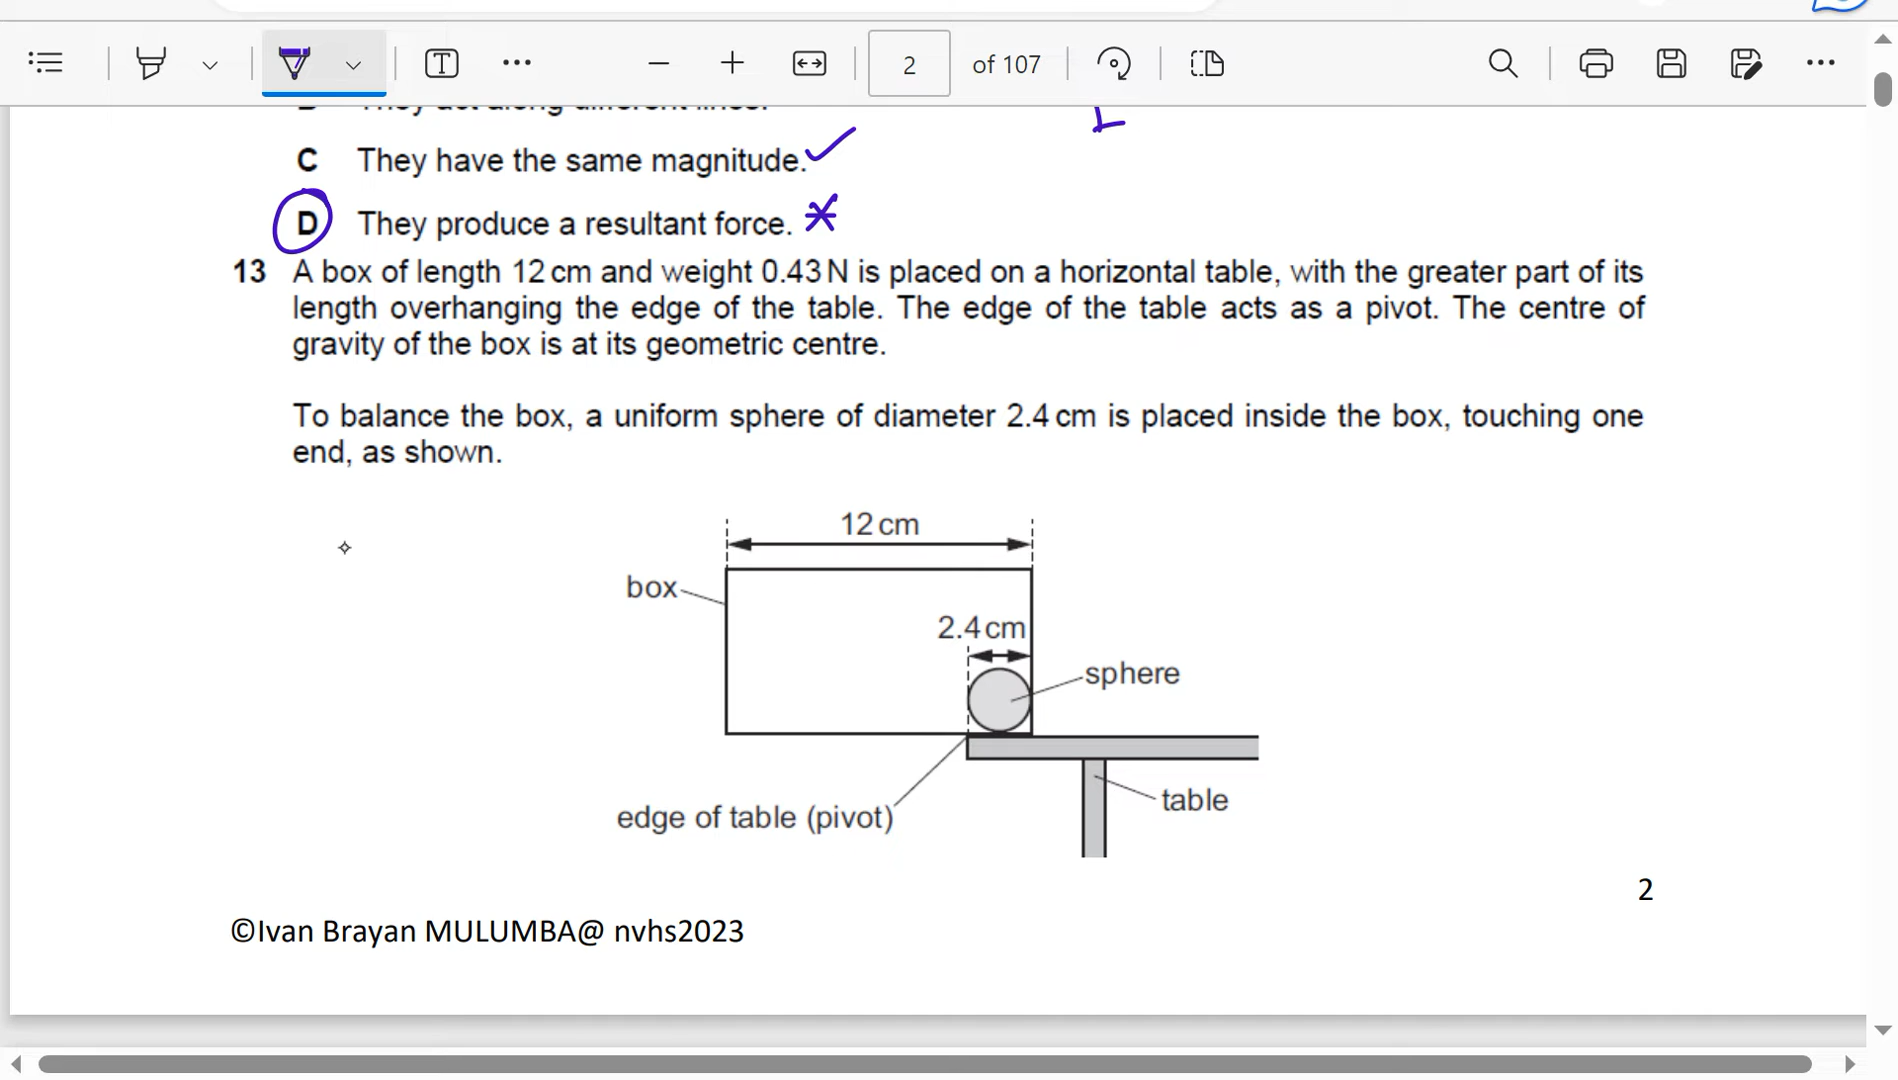 2 of 107
They act along different lines.
C They have the same magnitude.
D They produce a resultant force.
13 A box of length 12 cm and weight 0.43 N is placed on a horizontal table, with the greater part of its
length overhanging the edge of the table. The edge of the table acts as a pivot. The centre of
gravity of the box is at its geometric centre.
To balance the box, a uniform sphere of diameter 2.4 cm is placed inside the box, touching one
end, as shown.
12 cm
box
2.4 cm
sphere
table
edge of table (pivot)
2
©Ivan Brayan MULUMBA@ nvhs2023